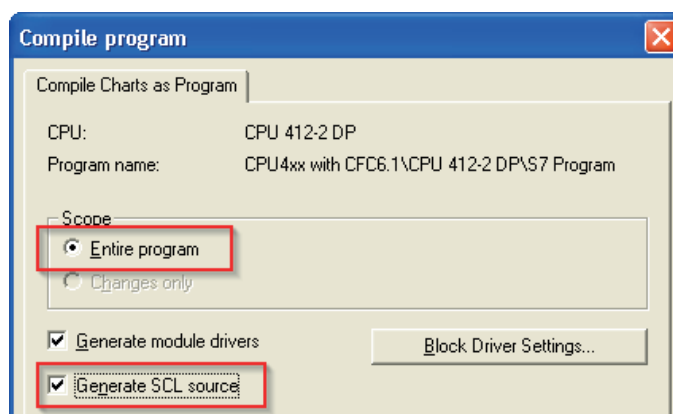 Compile program
Compile Charts as Program
CPU: CPU 412-2 DP
Program name: CPU4xx with CFC6.1\CPU 412-2 DP\S7 Program
Scope
Entire program
Changes only
Generate module drivers Block Driver Settings...
Generate SCL source